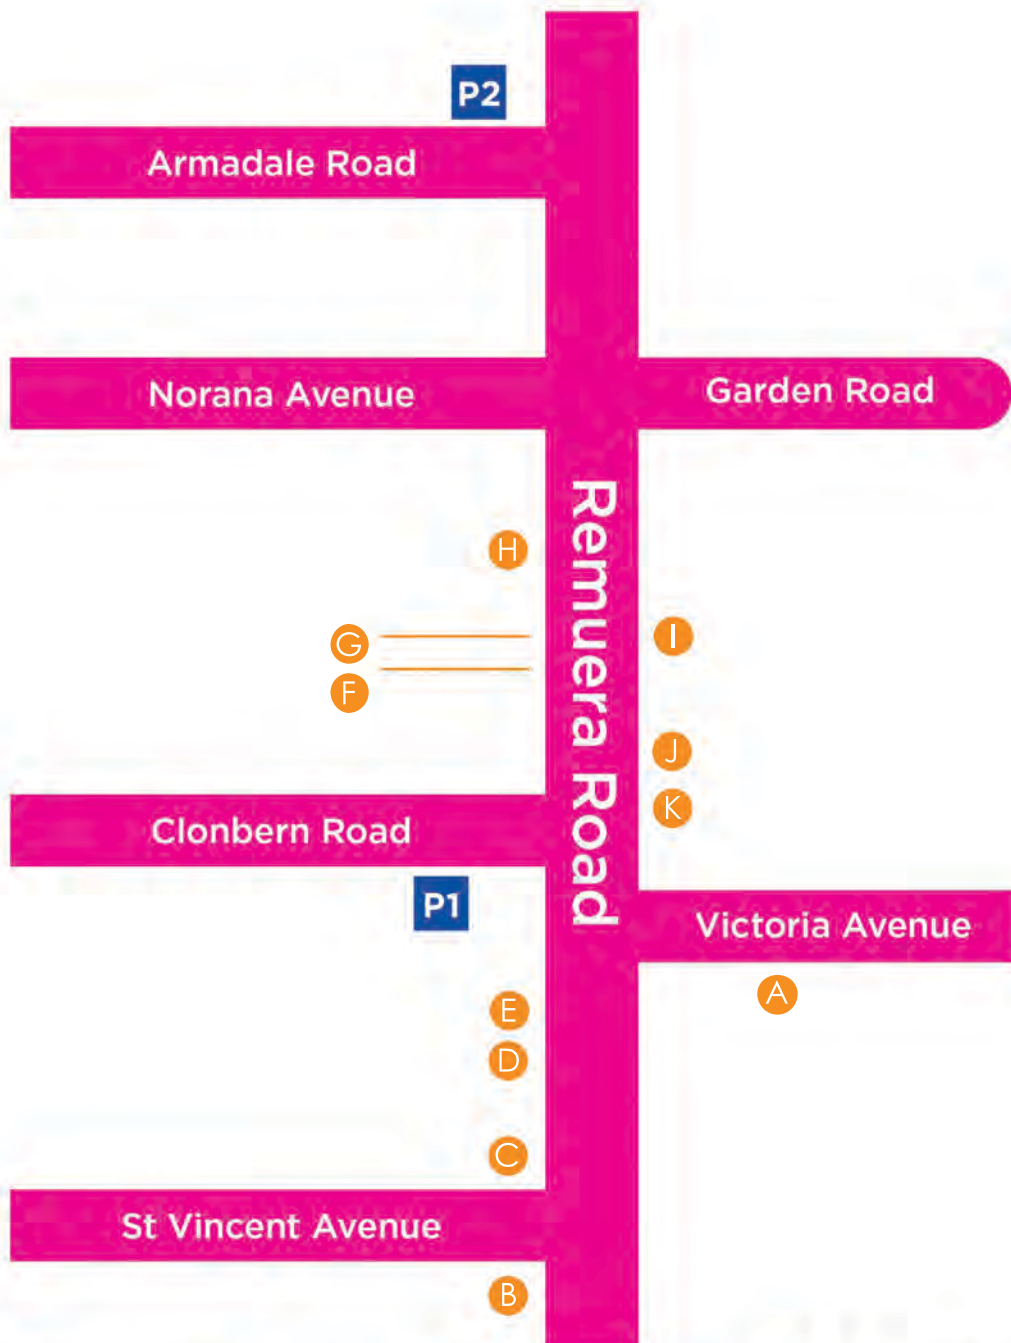 P2
Armadale Road
Norana Avenue
Garden Road
Remuera Road
H
G
I
F
J
K
Clonbern Road
P1
Victoria Avenue
A
E
D
C
St Vincent Avenue
B